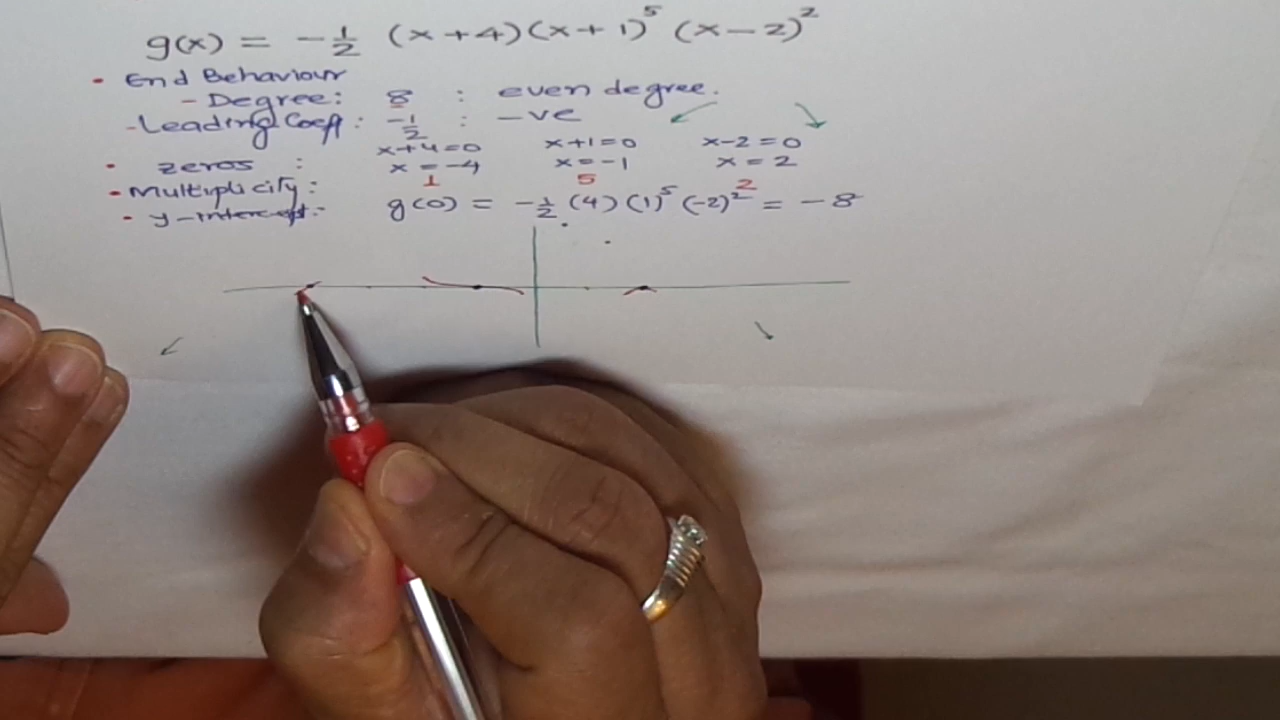 g(x) = -1/2 (x+4)(x+1)^5 (x-2)^2
• End Behaviour
- Degree: 8 : even degree.
- Leading Coeff : -1/2 : -ve
x+4=0 x+1=0 x-2=0
• zeros : x = -4 x = -1 x = 2
• Multiplicity: 1 5 2
• y-intercept:- g(0) = -1/2 (4)(1)^5 (-2)^2 = -8